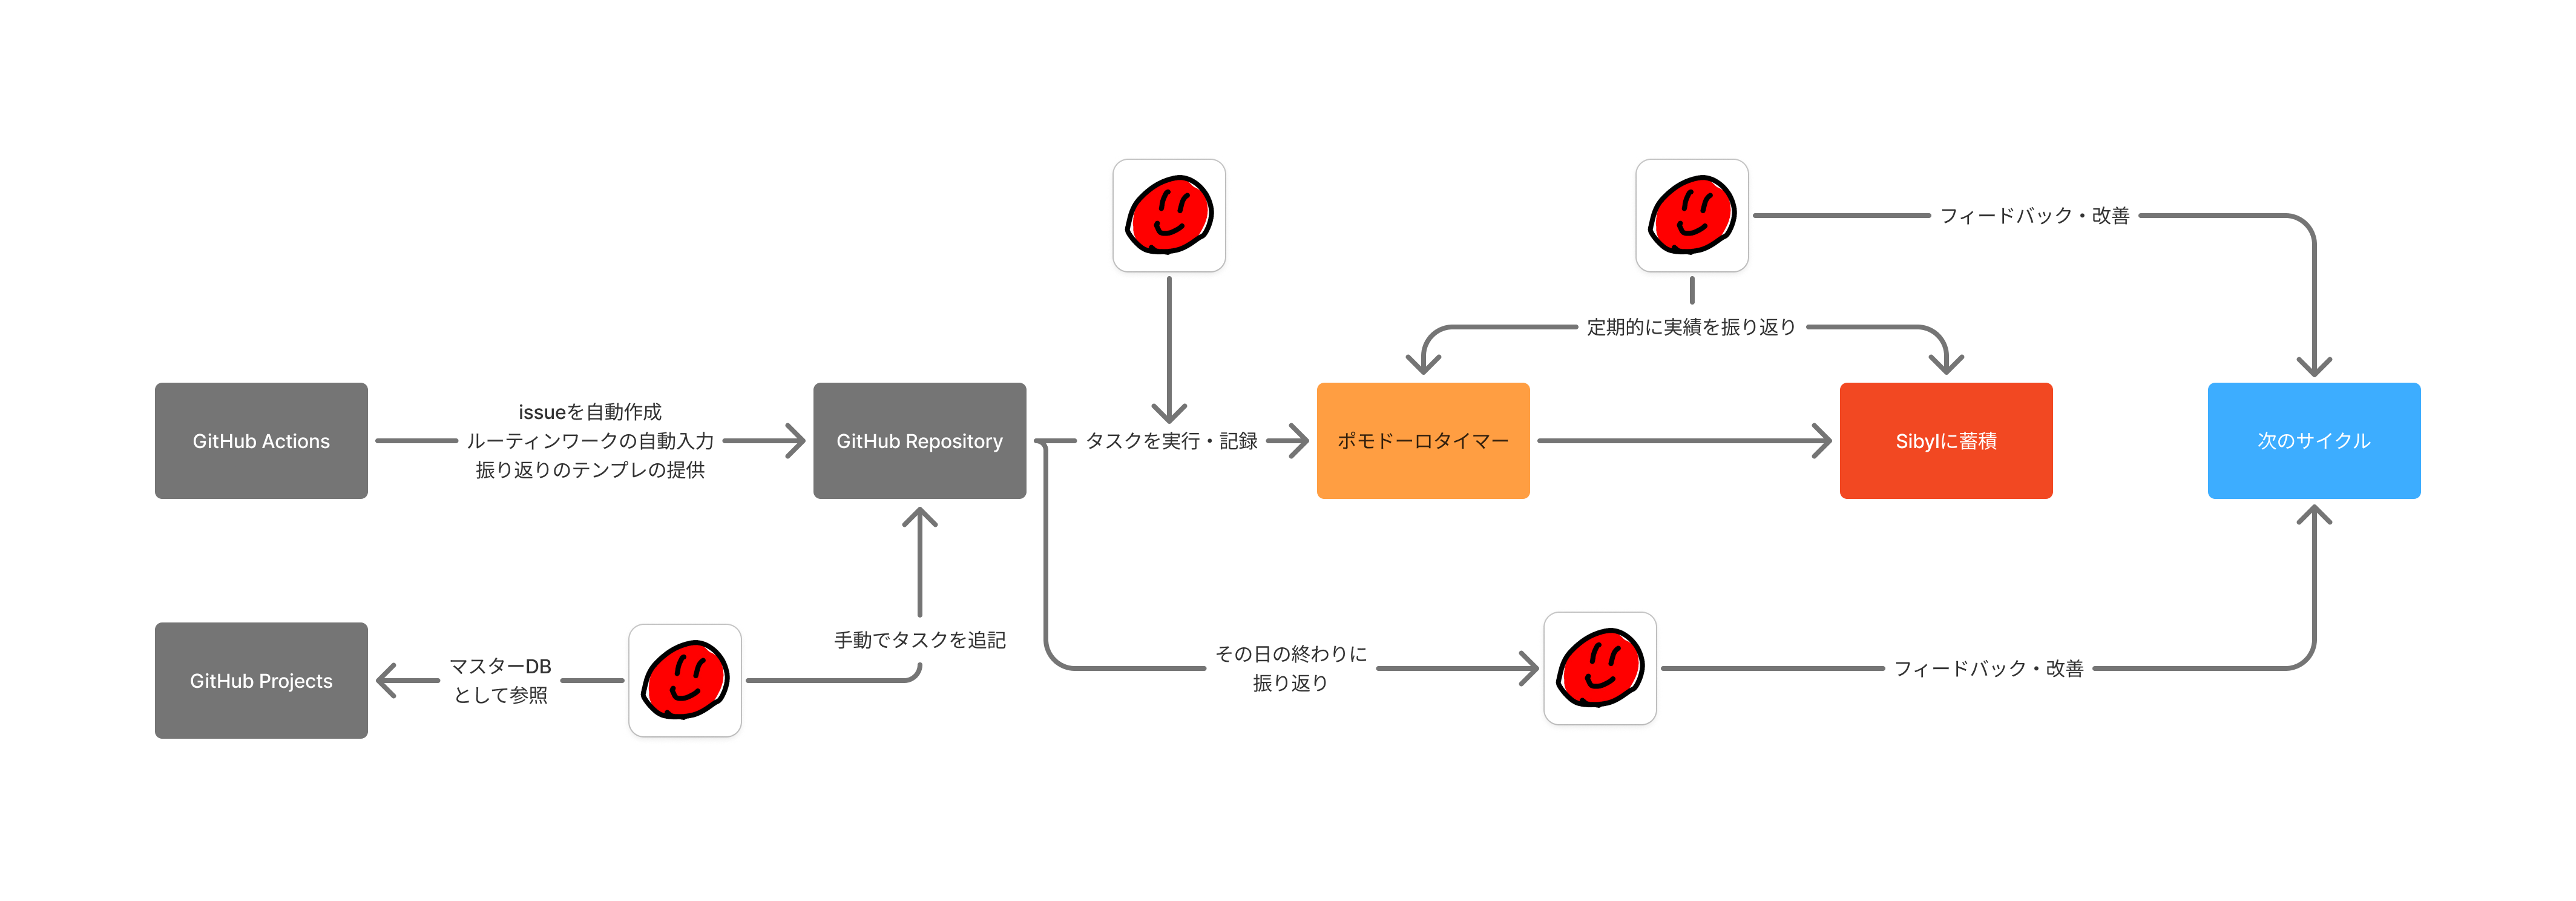 フィードバック・改善
定期的に実績を振り返り
GitHub Actions
issueを自動作成
ルーティンワークの自動入力
振り返りのテンプレの提供
GitHub Repository
タスクを実行・記録
ポモドーロタイマー
Sibylに蓄積
次のサイクル
GitHub Projects
マスターDB
として参照
手動でタスクを追記
その日の終わりに
振り返り
フィードバック・改善